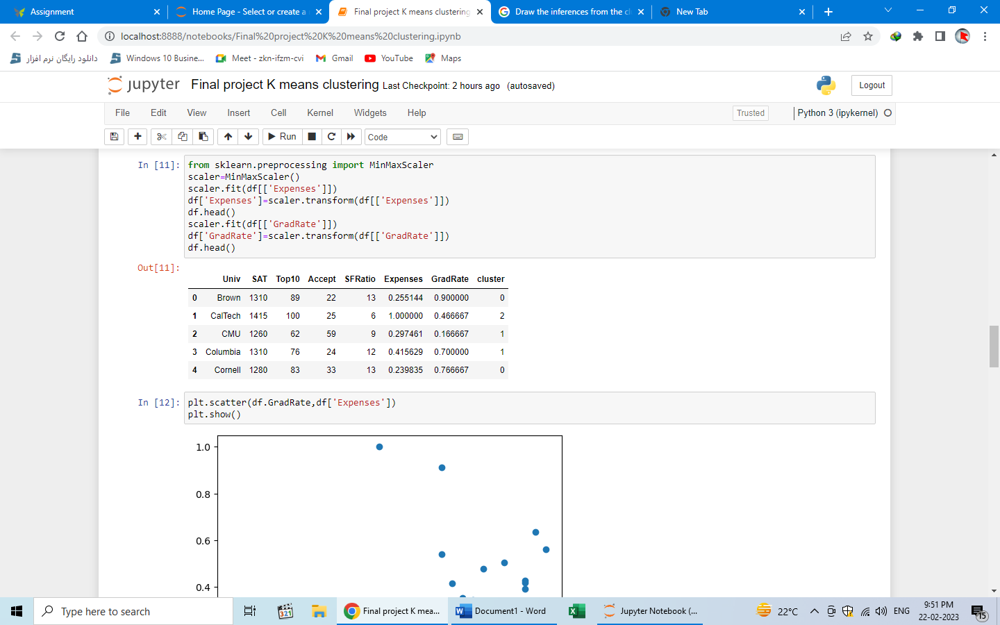 Assignment
Home Page - Select or create a
Final project K means clustering
Draw the inferences from the cl
New Tab
localhost:8888/notebooks/Final%20project%20K%20means%20clustering.ipynb
دانلود رایگان نرم افزار
Windows 10 Busine...
Meet - zkn-ifzm-cvi
Gmail
YouTube
Maps
jupyter Final project K means clustering Last Checkpoint: 2 hours ago (autosaved)
Logout
File Edit View Insert Cell Kernel Widgets Help
Trusted
Python 3 (ipykernel)
Run
Code
In [11]:
from sklearn.preprocessing import MinMaxScaler
scaler=MinMaxScaler()
scaler.fit(df[['Expenses']])
df['Expenses']=scaler.transform(df[['Expenses']])
df.head()
scaler.fit(df[['GradRate']])
df['GradRate']=scaler.transform(df[['GradRate']])
df.head()
Out[11]:
Univ SAT Top10 Accept SFRatio Expenses GradRate cluster
0 Brown 1310 89 22 13 0.255144 0.900000 0
1 CalTech 1415 100 25 6 1.000000 0.466667 2
2 CMU 1260 62 59 9 0.297461 0.166667 1
3 Columbia 1310 76 24 12 0.415629 0.700000 1
4 Cornell 1280 83 33 13 0.239835 0.766667 0
In [12]:
plt.scatter(df.GradRate,df['Expenses'])
plt.show()
1.0
0.8
0.6
0.4
Type here to search
321
Final project K mea...
Document1 - Word
Jupyter Notebook (...
22°C
ENG
9:51 PM
22-02-2023
15